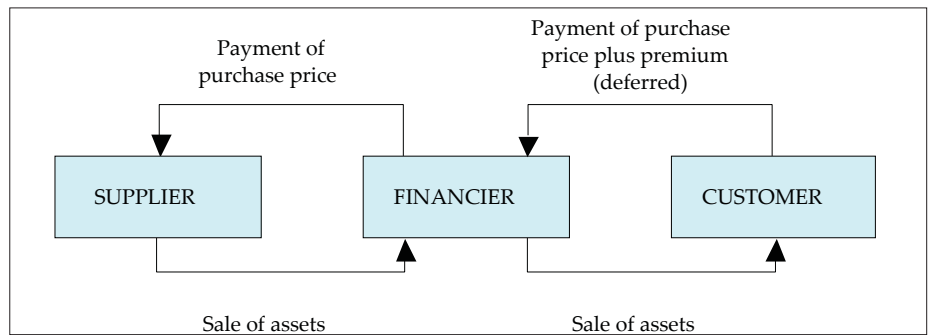 Payment of
purchase price
Payment of purchase
price plus premium
(deferred)
SUPPLIER
FINANCIER
CUSTOMER
Sale of assets
Sale of assets